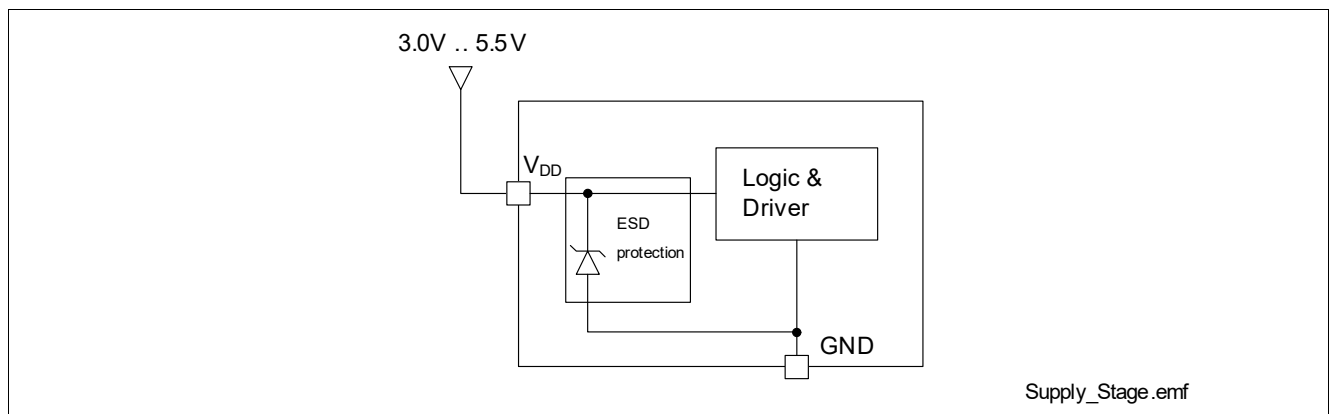 3.0V .. 5.5V
VDD
Logic &
Driver
ESD
protection
GND
Supply_Stage.emf